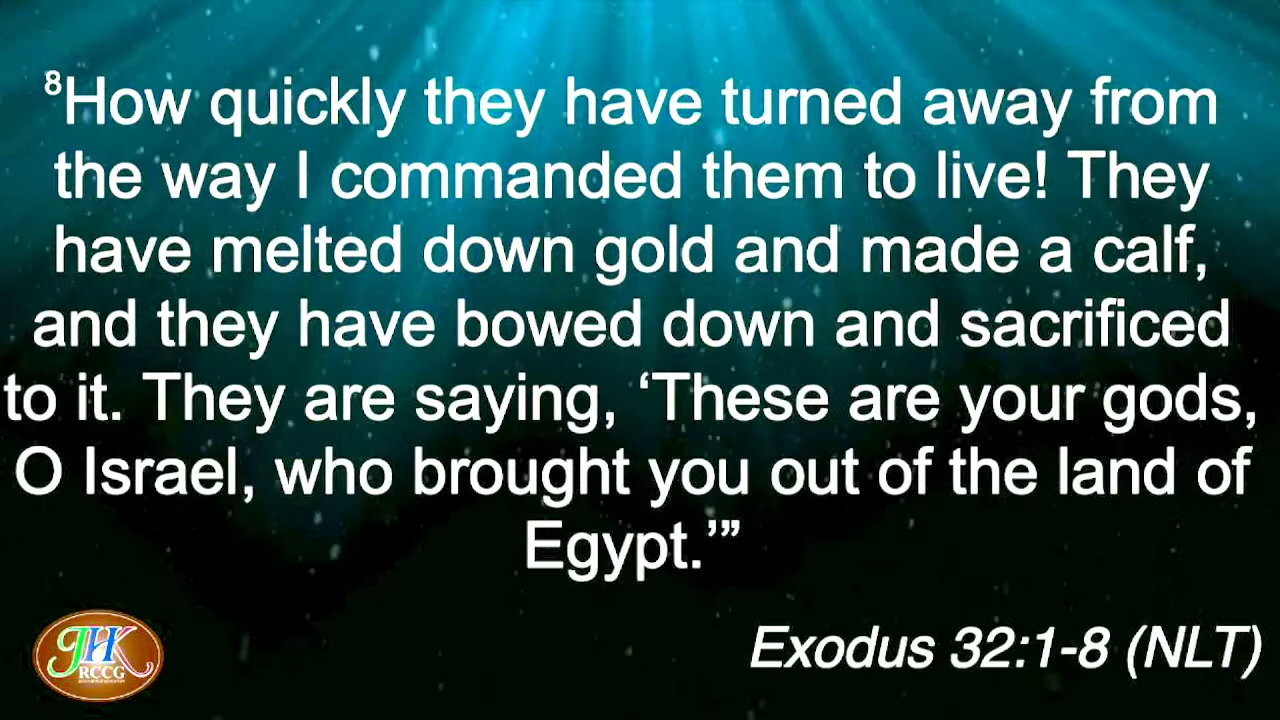 ⁸How quickly they have turned away from
the way I commanded them to live! They
have melted down gold and made a calf,
and they have bowed down and sacrificed
to it. They are saying, ‘These are your gods,
O Israel, who brought you out of the land of
Egypt.’”
Exodus 32:1-8 (NLT)
JHK
RCCG